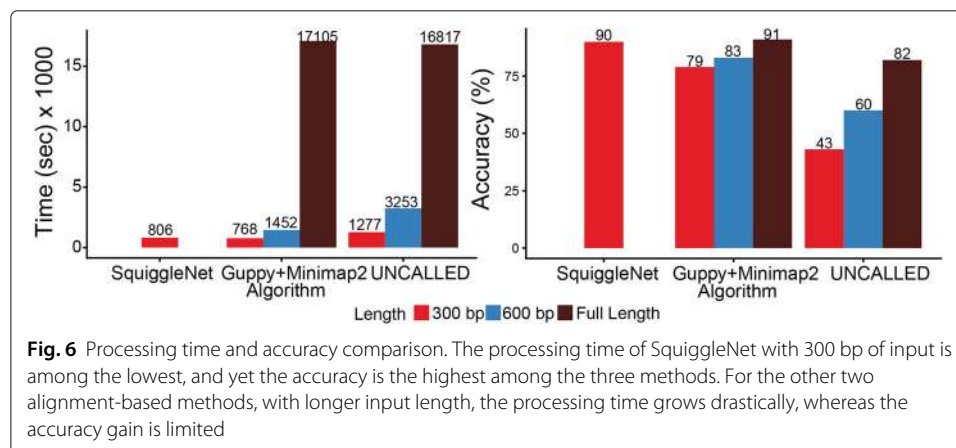 17105
16817
15
10
5
0
Time (sec) x 1000
806
768
1452
1277
3253
SquiggleNet Guppy+Minimap2 UNCALLED
Algorithm
90
79
83
91
43
60
82
75
50
25
0
Accuracy (%)
SquiggleNet Guppy+Minimap2 UNCALLED
Algorithm
Length 300 bp 600 bp Full Length
Fig. 6 Processing time and accuracy comparison. The processing time of SquiggleNet with 300 bp of input is
among the lowest, and yet the accuracy is the highest among the three methods. For the other two
alignment-based methods, with longer input length, the processing time grows drastically, whereas the
accuracy gain is limited